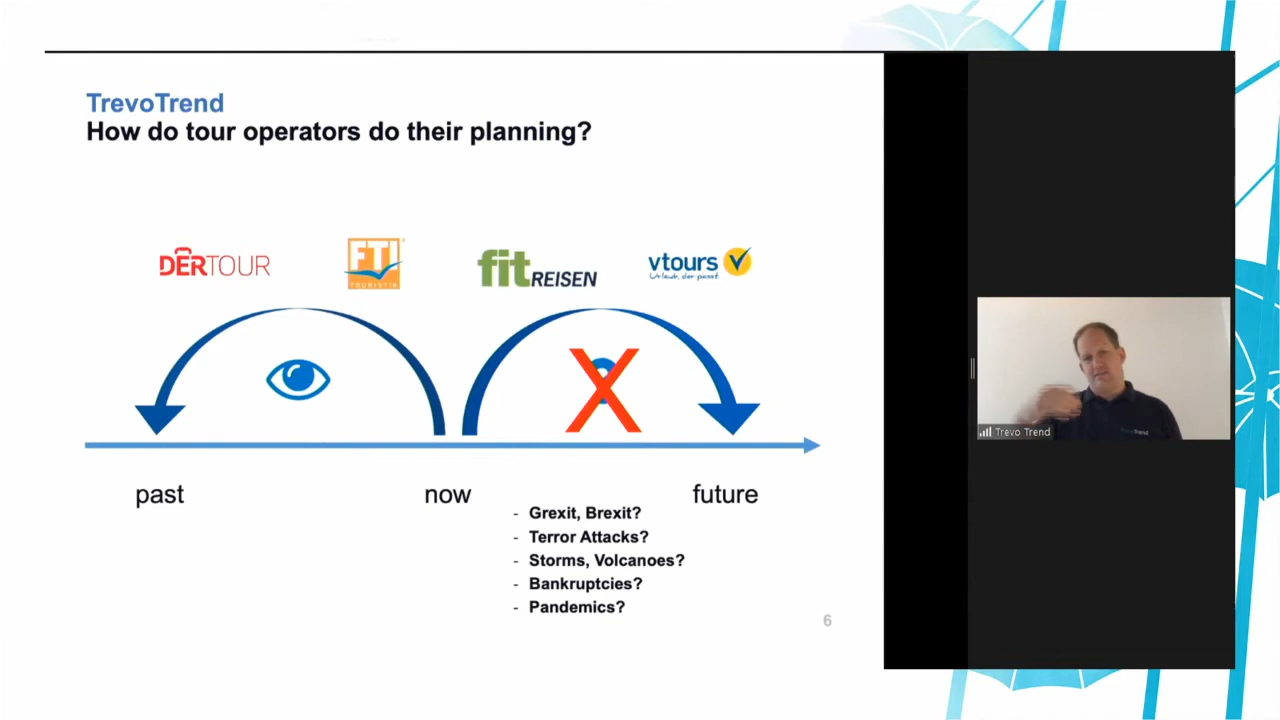 TrevoTrend
How do tour operators do their planning?
DERTOUR
FTI
TOURISTIK
fit REISEN
vtours
Urlaub, der passt
X
past
now
future
- Grexit, Brexit?
- Terror Attacks?
- Storms, Volcanoes?
- Bankruptcies?
- Pandemics?
6
Trevo Trend
TrevoTrend